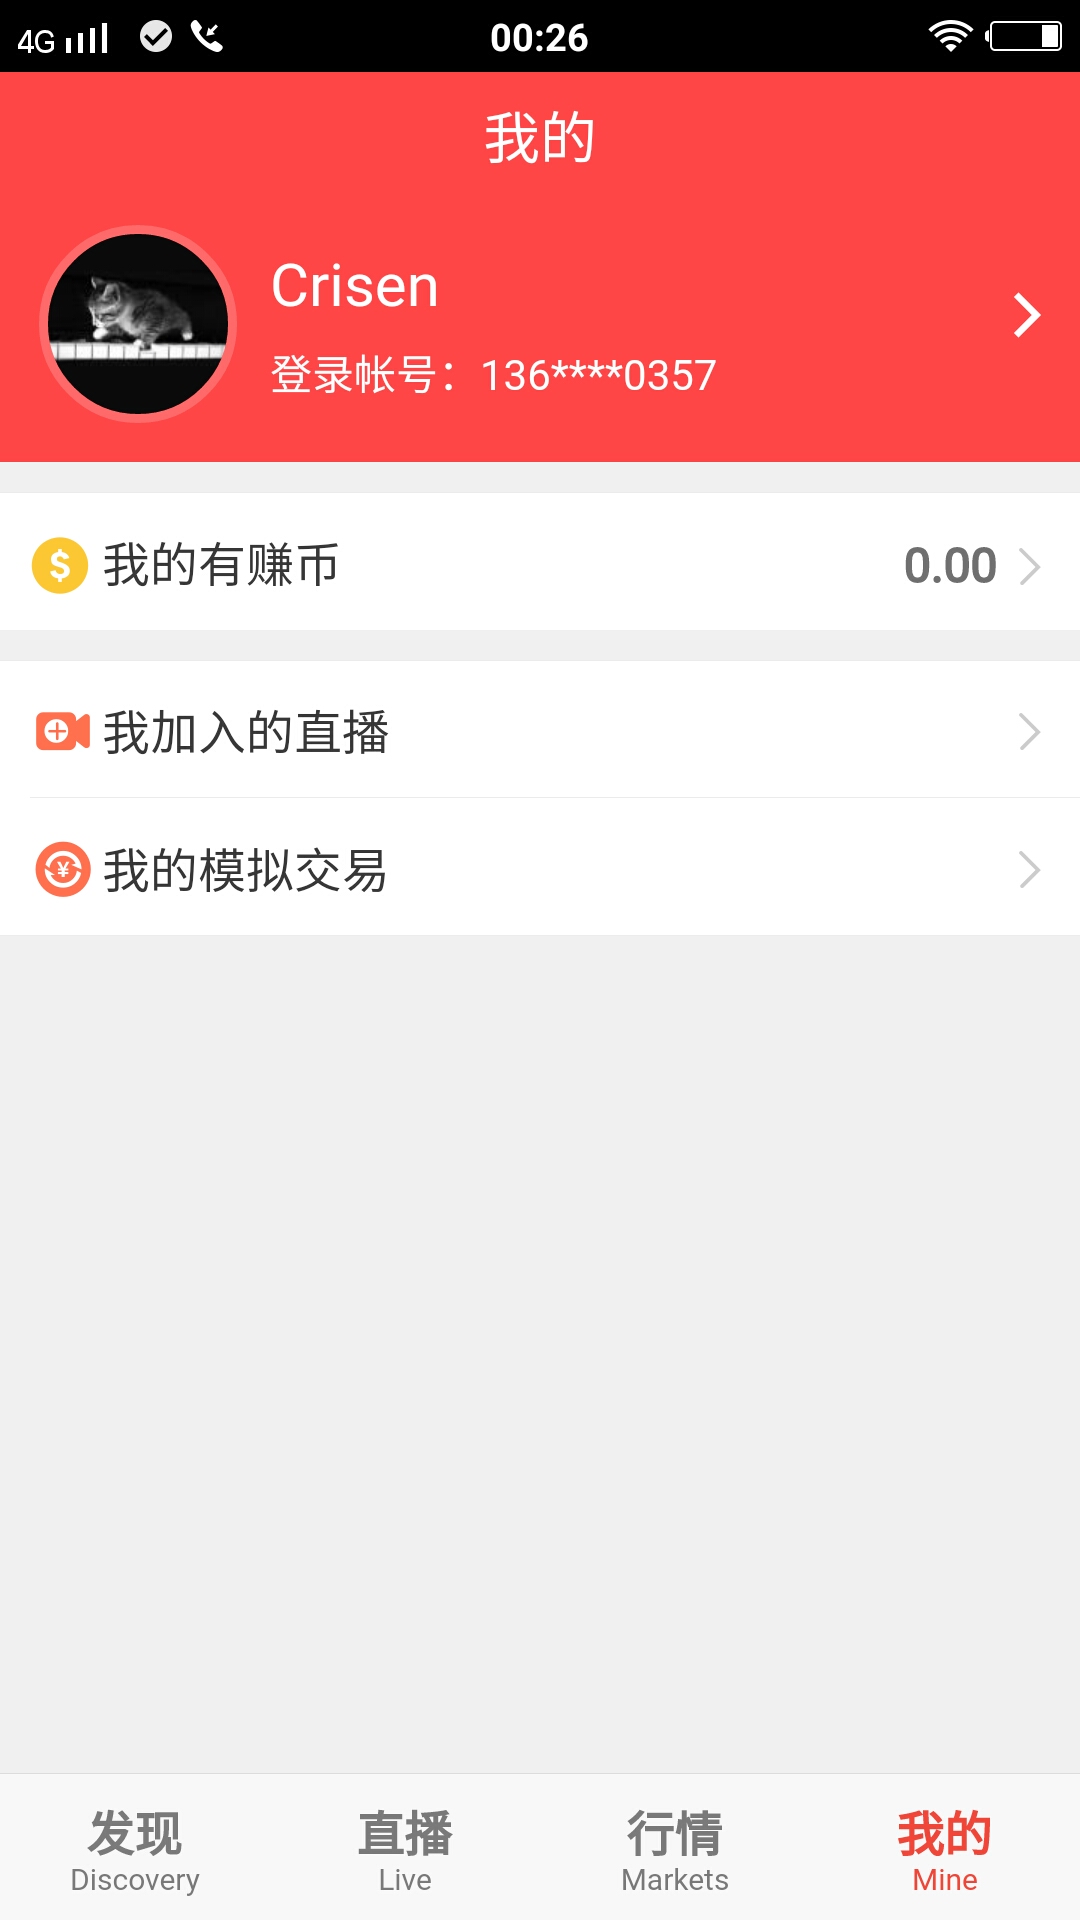 4G 00:26
我的
Crisen
登录帐号：136****0357
我的有赚币 0.00
我加入的直播
我的模拟交易
发现 直播 行情 我的
Discovery Live Markets Mine